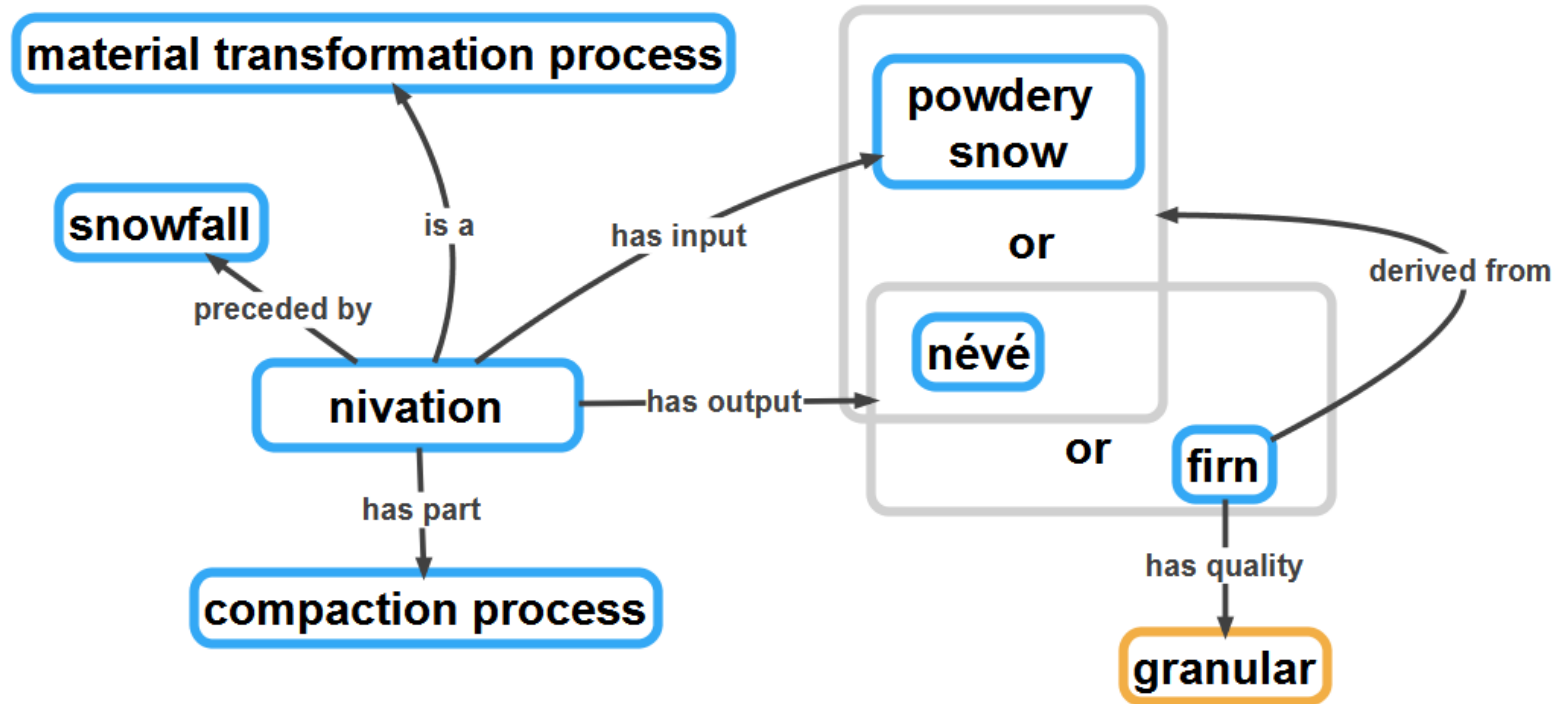 material transformation process
powdery
snow
snowfall
is a
has input
or
derived from
preceded by
névé
nivation
has output
or
firn
has part
has quality
compaction process
granular